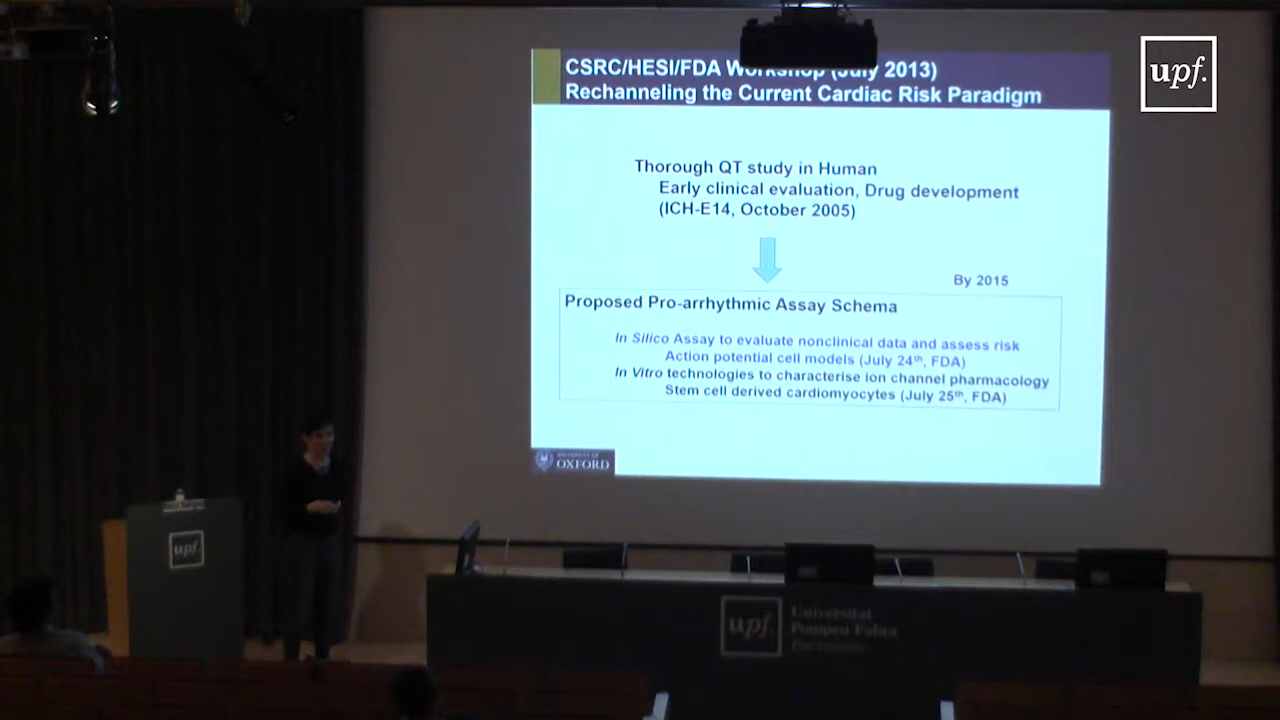 CSRC/HESI/FDA Workshop (July 2013)
Rechanneling the Current Cardiac Risk Paradigm
Thorough QT study in Human
Early clinical evaluation, Drug development
(ICH-E14, October 2005)
By 2015
Proposed Pro-arrhythmic Assay Schema
In Silico Assay to evaluate nonclinical data and assess risk
Action potential cell models (July 24th, FDA)
In Vitro technologies to characterise ion channel pharmacology
Stem cell derived cardiomyocytes (July 25th, FDA)
UNIVERSITY OF
OXFORD
upf.
upf.
upf.
Universitat
Pompeu Fabra
Barcelona